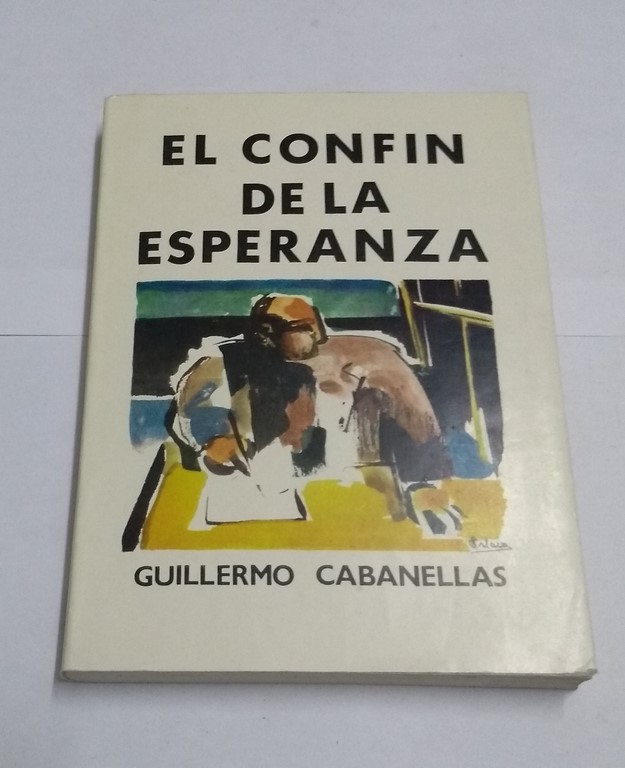 EL CONFIN
DE LA
ESPERANZA
GUILLERMO CABANELLAS